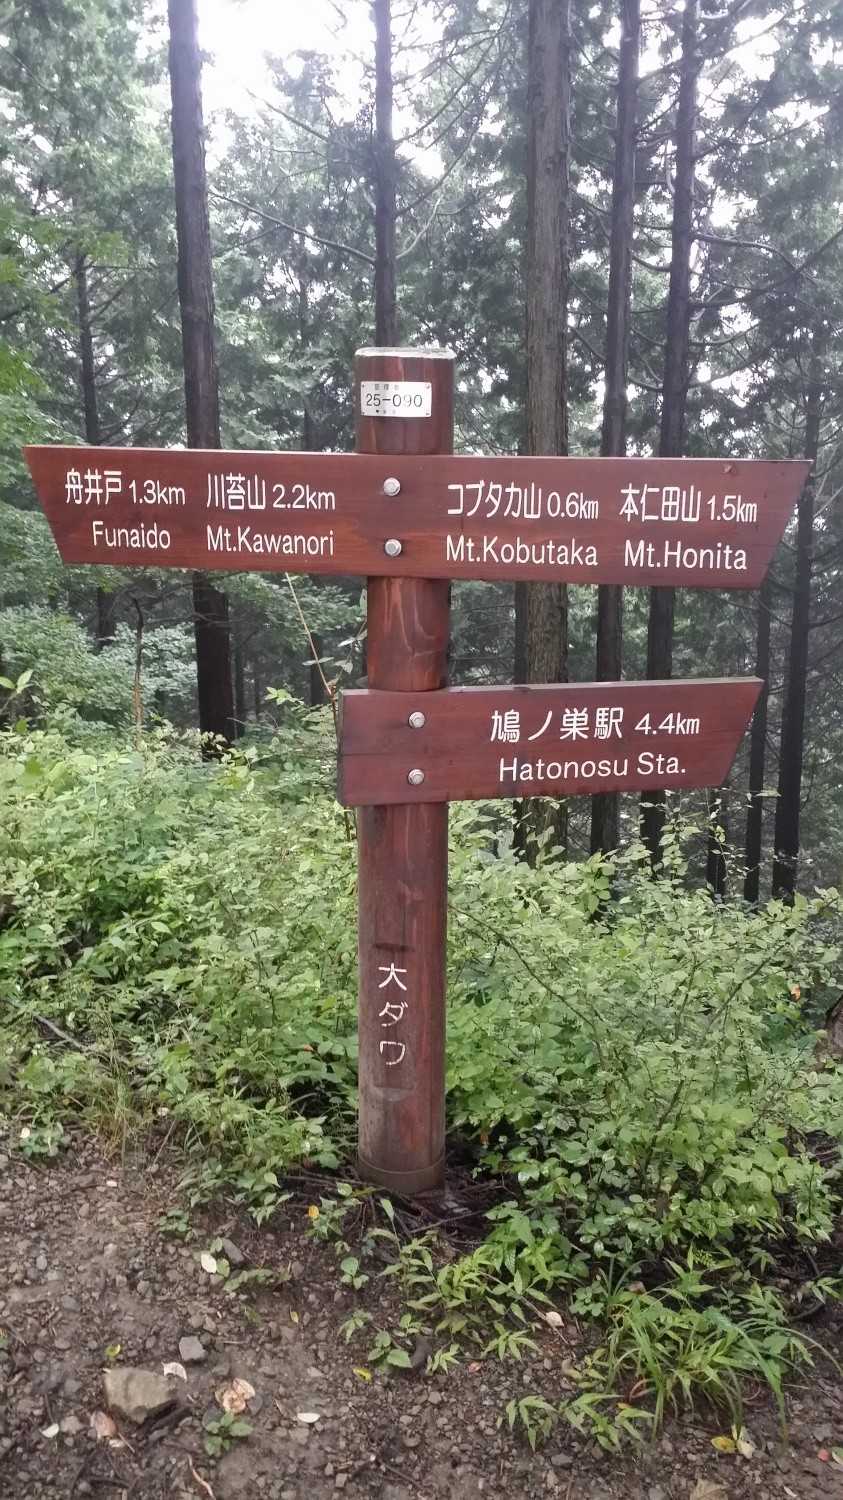 25-090
舟井戸 1.3km 川苔山 2.2km
Funaido Mt.Kawanori
コブタカ山 0.6km 本仁田山 1.5km
Mt.Kobutaka Mt.Honita
鳩ノ巣駅 4.4km
Hatonosu Sta.
大ダワ